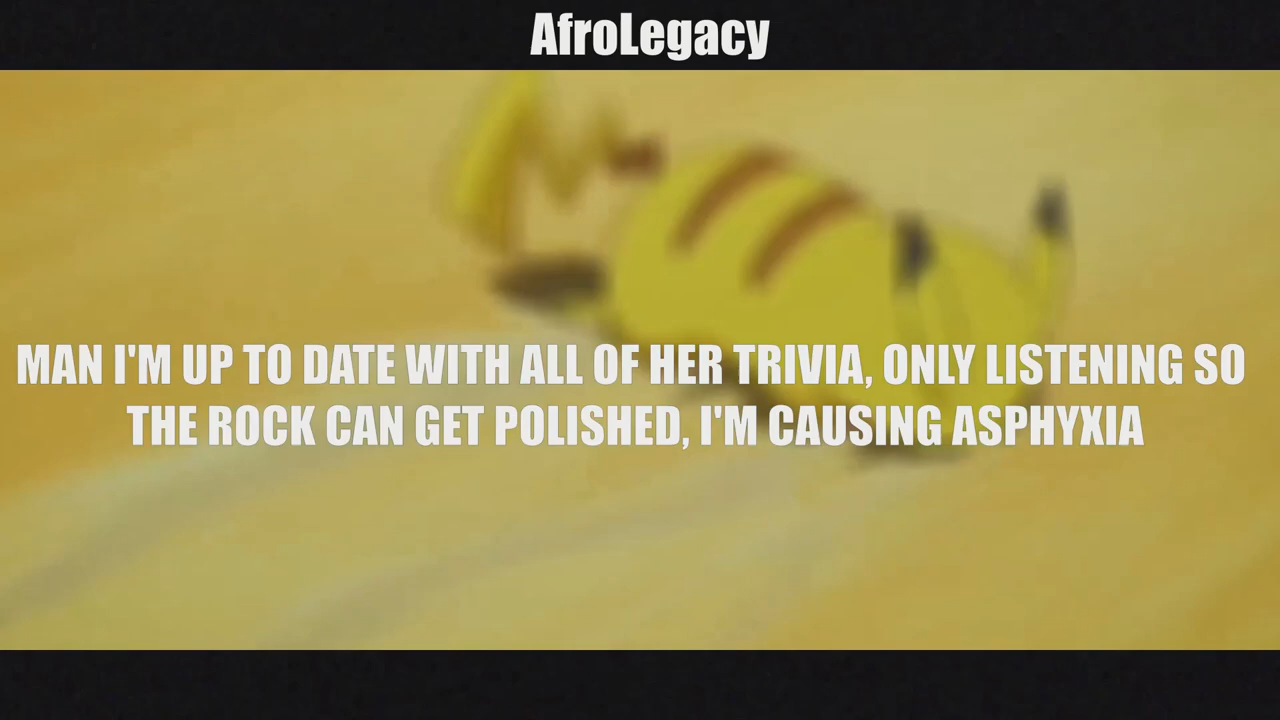 AfroLegacy
MAN I'M UP TO DATE WITH ALL OF HER TRIVIA, ONLY LISTENING SO
THE ROCK CAN GET POLISHED, I'M CAUSING ASPHYXIA